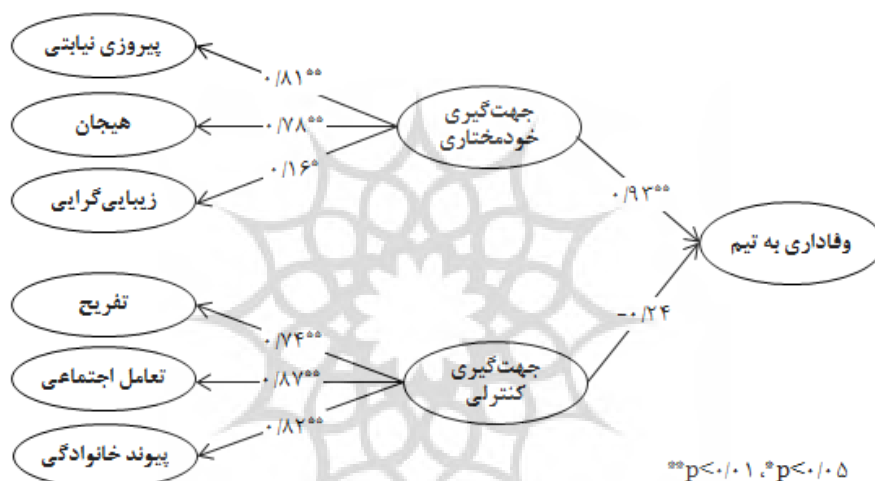 پیروزی نیابتی
۰/۸۱**
هیجان
۰/۷۸**
زیبایی‌گرایی
۰/۱۶*
جهت‌گیری
خودمختاری
۰/۹۳**
وفاداری به تیم
تفریح
۰/۷۴**
تعامل اجتماعی
۰/۸۷**
پیوند خانوادگی
۰/۸۲**
جهت‌گیری
کنترلی
-۰/۲۴
**p<۰/۰۱ ،*p<۰/۰۵